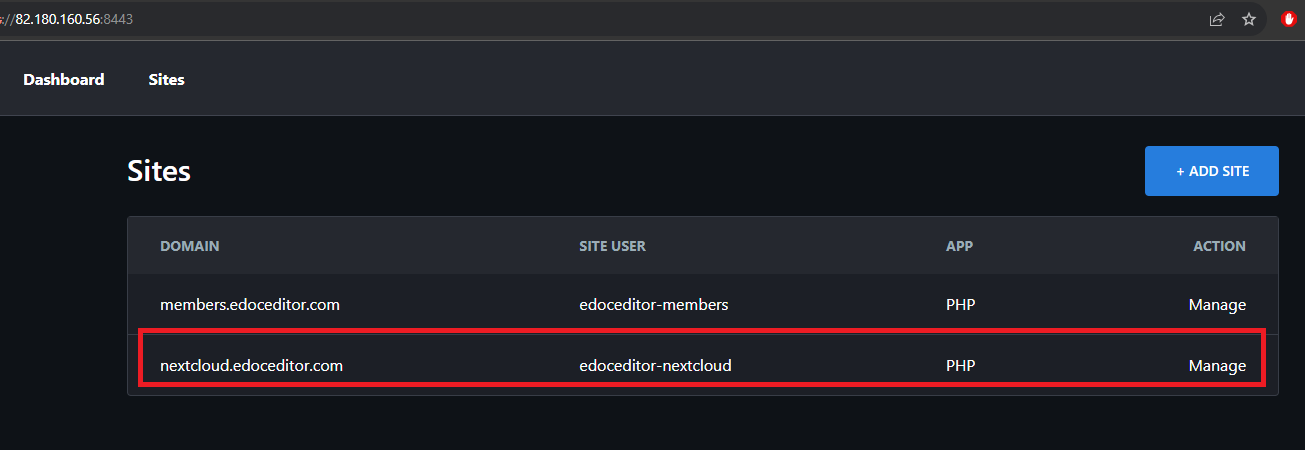 ://82.180.160.56:8443
Dashboard Sites
Sites
+ ADD SITE
DOMAIN SITE USER APP ACTION
members.edoceditor.com edoceditor-members PHP Manage
nextcloud.edoceditor.com edoceditor-nextcloud PHP Manage